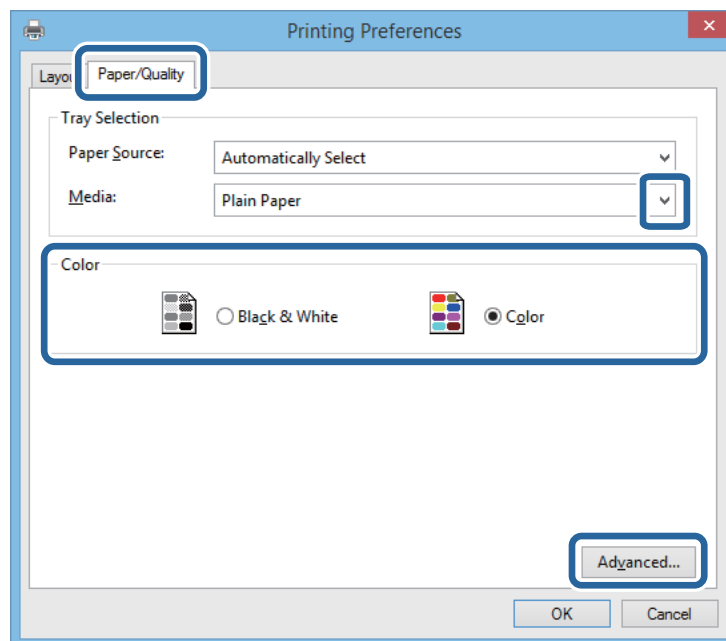 Printing Preferences
Layou
Paper/Quality
Tray Selection
Paper Source:
Automatically Select
Media:
Plain Paper
Color
Black & White
Color
Advanced...
OK
Cancel